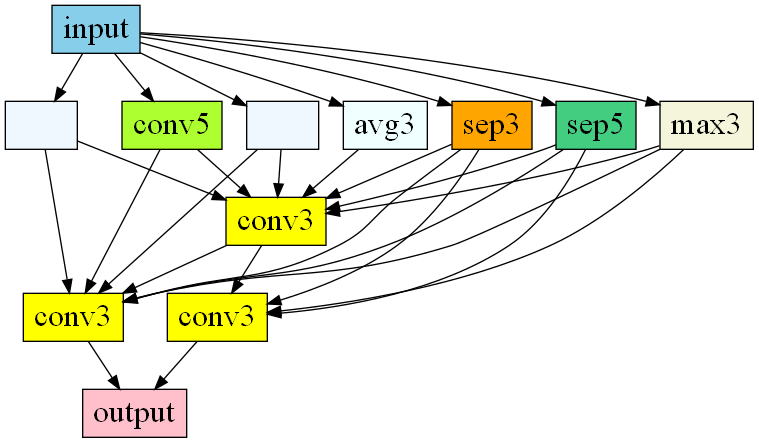 input
conv5
avg3
sep3
sep5
max3
conv3
conv3
conv3
output